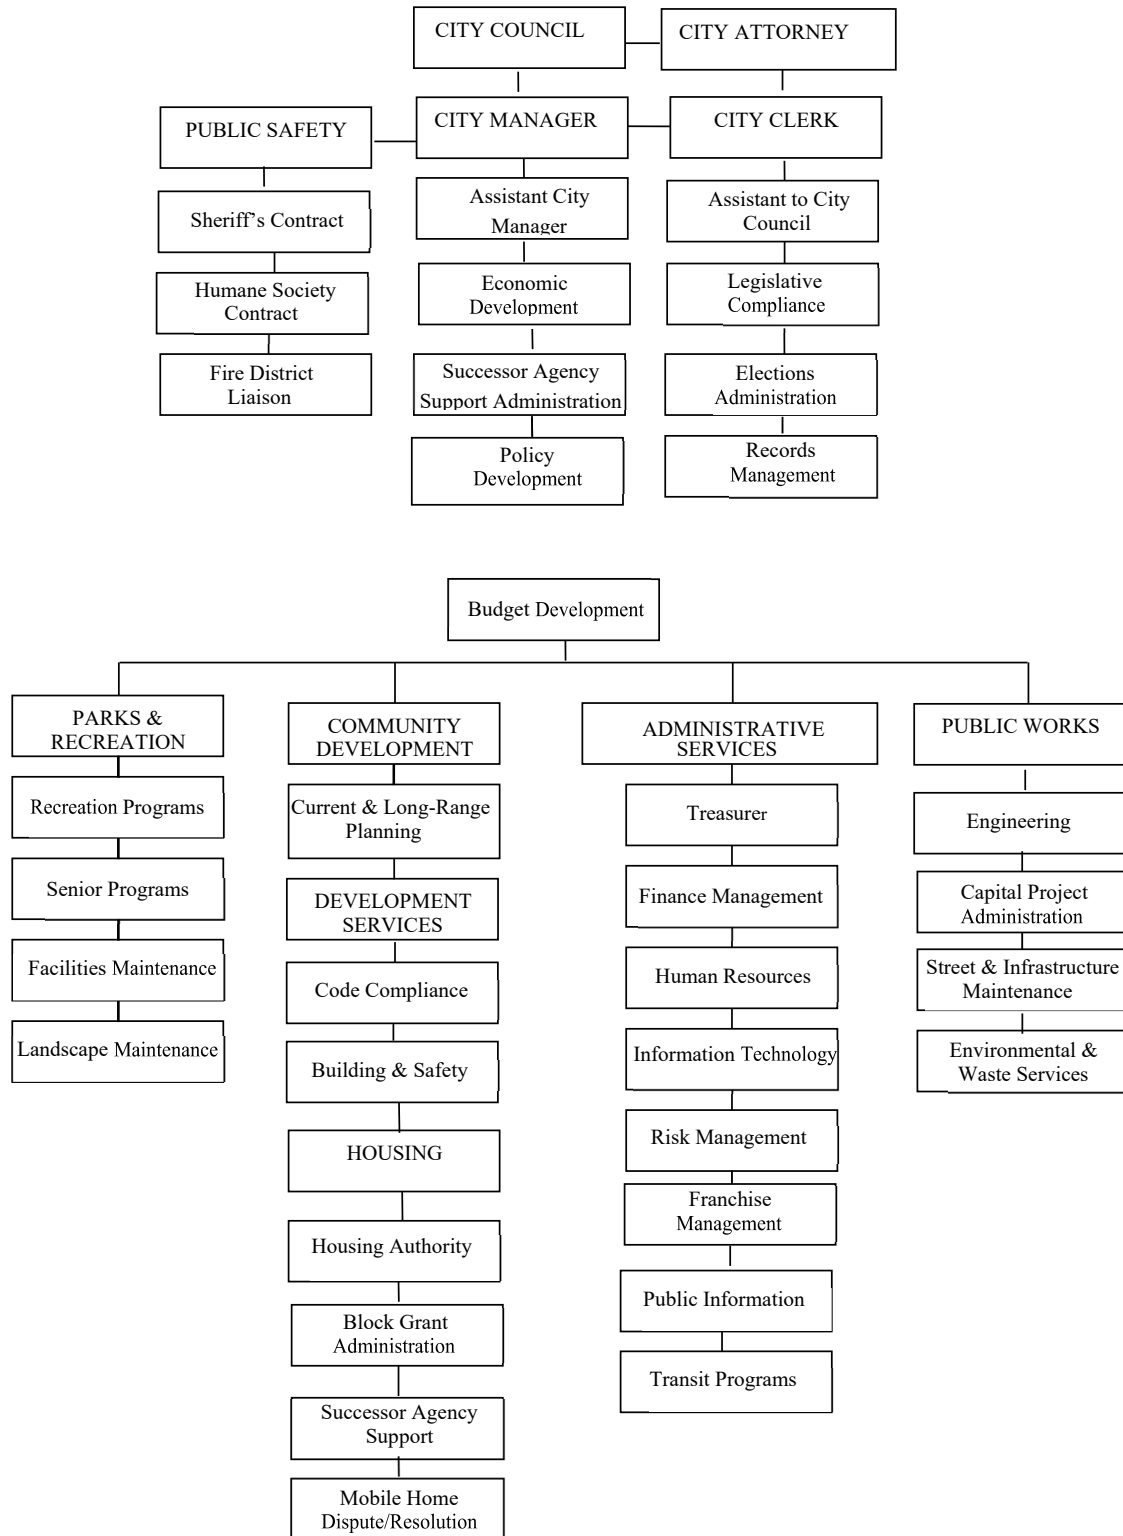 CITY COUNCIL
CITY ATTORNEY
PUBLIC SAFETY
CITY MANAGER
CITY CLERK
Sheriff’s Contract
Assistant City
Manager
Assistant to City
Council
Humane Society
Contract
Economic
Development
Legislative
Compliance
Fire District
Liaison
Successor Agency
Support Administration
Elections
Administration
Policy
Development
Records
Management
Budget Development
PARKS &
RECREATION
COMMUNITY
DEVELOPMENT
ADMINISTRATIVE
SERVICES
PUBLIC WORKS
Recreation Programs
Senior Programs
Facilities Maintenance
Landscape Maintenance
Current & Long-Range
Planning
DEVELOPMENT
SERVICES
Code Compliance
Building & Safety
HOUSING
Housing Authority
Block Grant
Administration
Successor Agency
Support
Mobile Home
Dispute/Resolution
Treasurer
Finance Management
Human Resources
Information Technology
Risk Management
Franchise
Management
Public Information
Transit Programs
Engineering
Capital Project
Administration
Street & Infrastructure
Maintenance
Environmental &
Waste Services